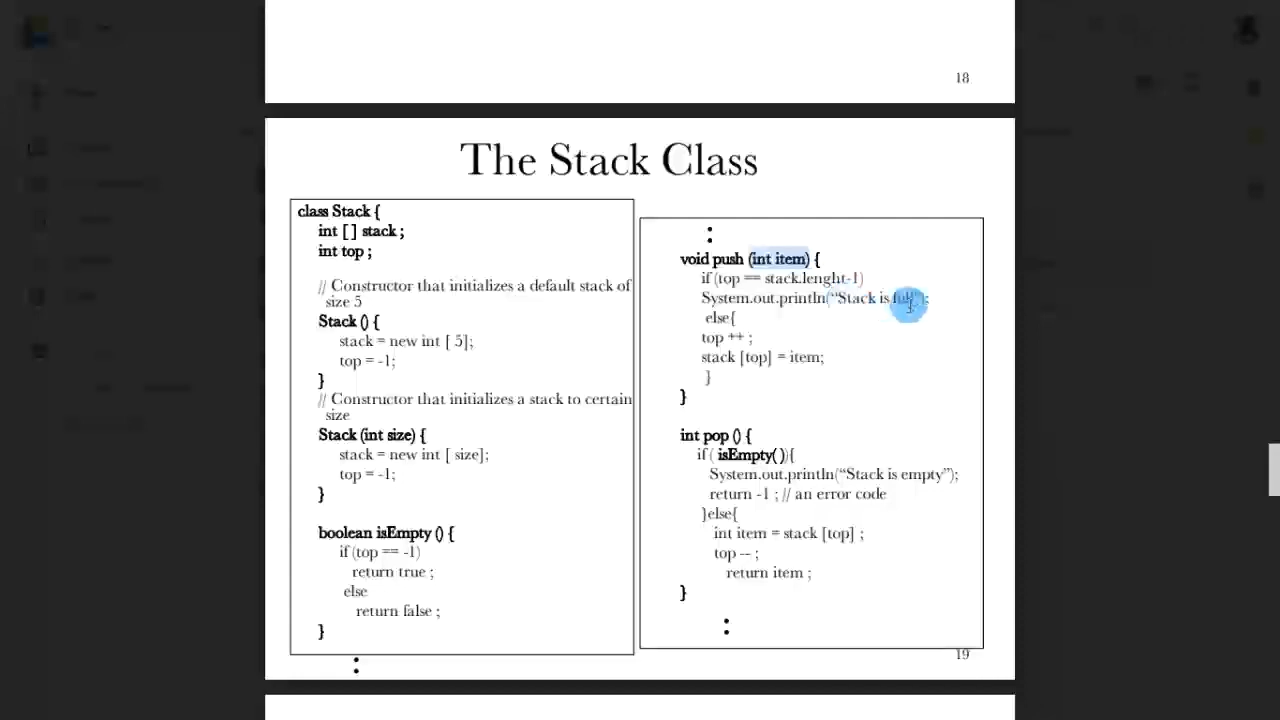 18
The Stack Class
class Stack {
int [ ] stack ;
int top ;
// Constructor that initializes a default stack of
size 5
Stack () {
stack = new int [ 5];
top = -1;
}
// Constructor that initializes a stack to certain
size
Stack (int size) {
stack = new int [ size];
top = -1;
}
boolean isEmpty () {
if (top == -1)
return true ;
else
return false ;
}
:
:
void push (int item) {
if (top == stack.lenght-1)
System.out.println(“Stack is full”);
else{
top ++ ;
stack [top] = item;
}
}
int pop () {
if ( isEmpty( )){
System.out.println(“Stack is empty”);
return -1 ; // an error code
}else{
int item = stack [top] ;
top -- ;
return item ;
}
:
19